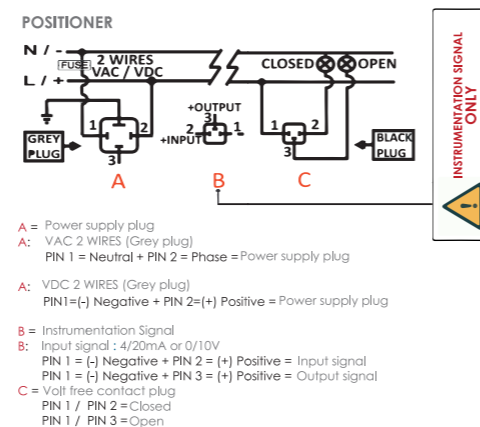 POSITIONER
N / -
FUSE
2 WIRES
VAC / VDC
L / +
CLOSED
OPEN
+OUTPUT
3
2
1
+INPUT
1
2
3
1
2
3
GREY
PLUG
BLACK
PLUG
A
B
C
INSTRUMENTATION SIGNAL
ONLY
!
A = Power supply plug
A: VAC 2 WIRES (Grey plug)
PIN 1 = Neutral + PIN 2 = Phase = Power supply plug
A: VDC 2 WIRES (Grey plug)
PIN1=(-) Negative + PIN 2=(+) Positive = Power supply plug
B = Instrumentation Signal
B: Input signal : 4/20mA or 0/10V
PIN 1 = (-) Negative + PIN 2 = (+) Positive = Input signal
PIN 1 = (-) Negative + PIN 3 = (+) Positive = Output signal
C = Volt free contact plug
PIN 1 / PIN 2 = Closed
PIN 1 / PIN 3 = Open